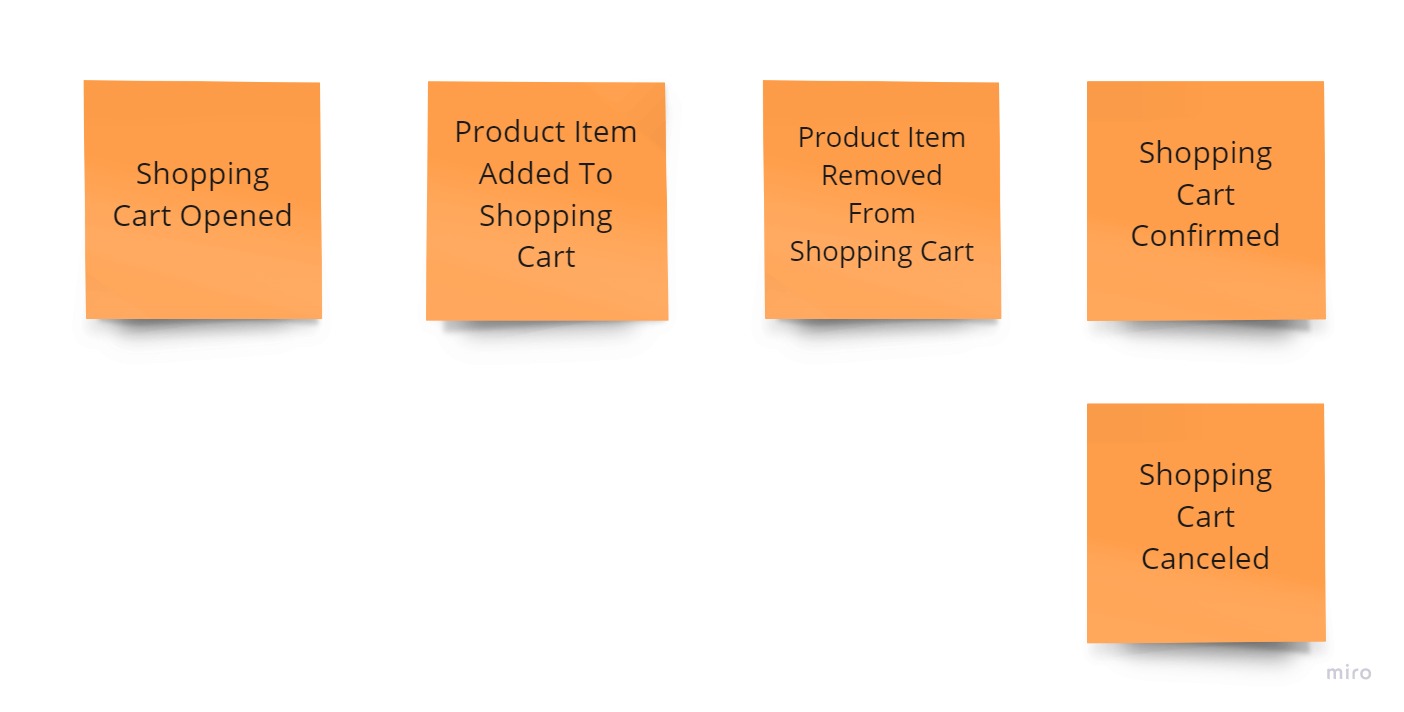 Shopping
Cart Opened
Product Item
Added To
Shopping
Cart
Product Item
Removed
From
Shopping Cart
Shopping
Cart
Confirmed
Shopping
Cart
Canceled
miro